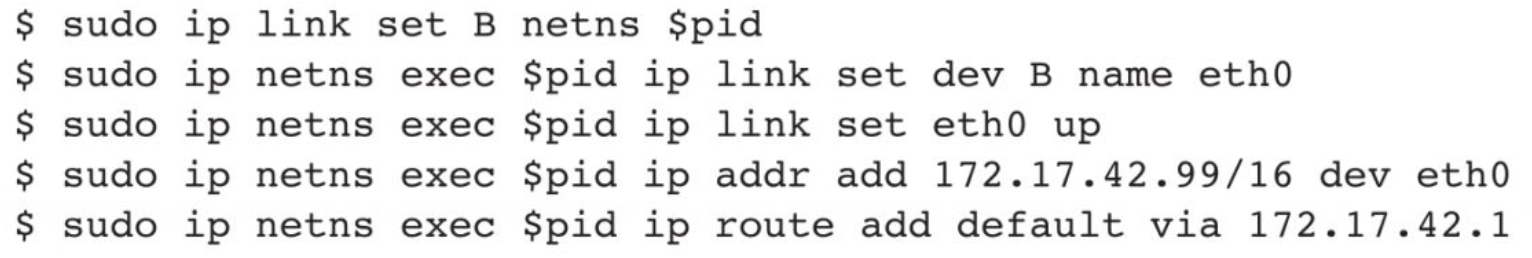 $ sudo ip link set B netns $pid
$ sudo ip netns exec $pid ip link set dev B name eth0
$ sudo ip netns exec $pid ip link set eth0 up
$ sudo ip netns exec $pid ip addr add 172.17.42.99/16 dev eth0
$ sudo ip netns exec $pid ip route add default via 172.17.42.1